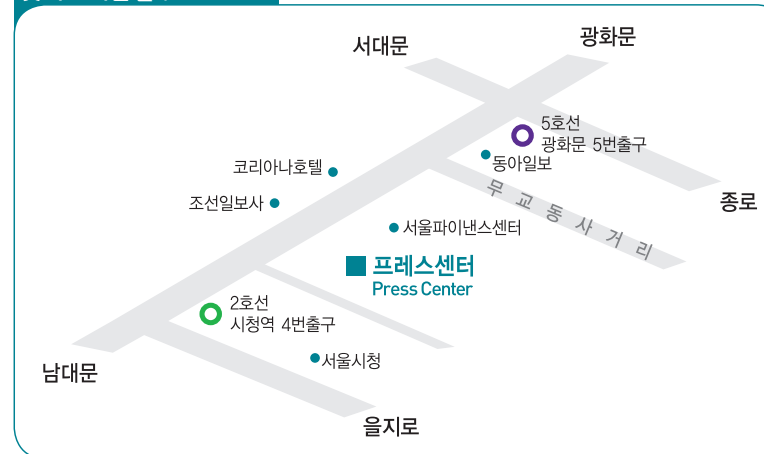 광화문
서대문
5호선
광화문 5번출구
동아일보
코리아나호텔
무교동사거리
종로
조선일보사
서울파이낸스센터
프레스센터
Press Center
2호선
시청역 4번출구
서울시청
남대문
을지로